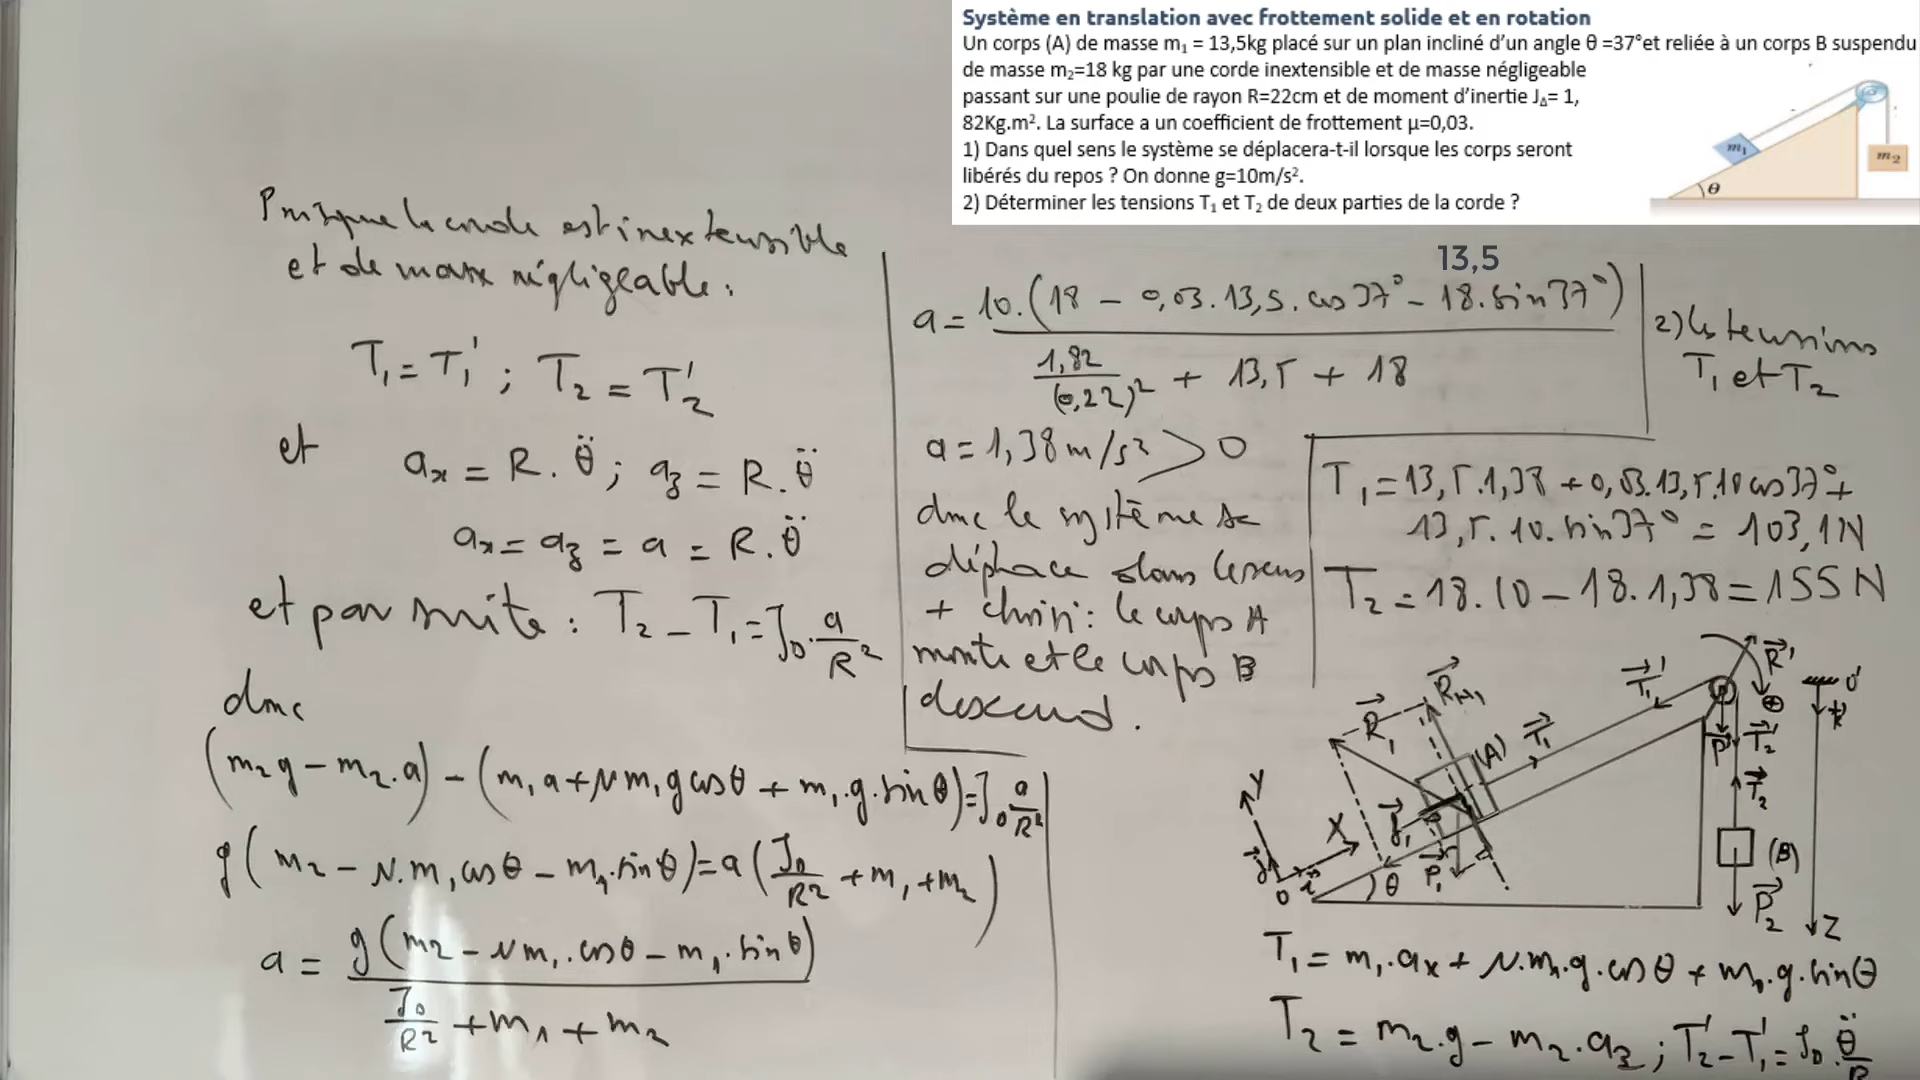 Système en translation avec frottement solide et en rotation
Un corps (A) de masse m₁ = 13,5kg placé sur un plan incliné d'un angle θ =37°et reliée à un corps B suspendu
de masse m₂=18 kg par une corde inextensible et de masse négligeable
passant sur une poulie de rayon R=22cm et de moment d'inertie J_Δ= 1,
82Kg.m². La surface a un coefficient de frottement μ=0,03.
1) Dans quel sens le système se déplacera-t-il lorsque les corps seront
libérés du repos ? On donne g=10m/s².
2) Déterminer les tensions T₁ et T₂ de deux parties de la corde ?
m₁
m₂
θ
Puisque la corde est inextensible
et de masse négligeable :
T₁ = T₁' ; T₂ = T₂'
et aₓ = R.θ̈ ; a_z = R.θ̈
aₓ = a_z = a = R.θ̈
et par suite : T₂ - T₁ = J₀.a/R²
donc
(m₂g - m₂.a) - (m₁a + μm₁g cosθ + m₁.g.sinθ) = J₀ a/R²
g(m₂ - μ.m₁cosθ - m₁.sinθ) = a(J₀/R² + m₁ + m₂)
a = g(m₂ - μm₁.cosθ - m₁.sinθ) / (J₀/R² + m₁ + m₂)
13,5
a = 10.(18 - 0,03.13,5.cos37° - 18.sin37°) / (1,82/(0,22)² + 13,5 + 18)
a = 1,38 m/s² > 0
donc le système se
déplace dans le sens
+ choisi : le corps A
monte et le corps B
descend.
2) les tensions
T₁ et T₂
T₁ = 13,5.1,38 + 0,03.13,5.10 cos37° +
13,5.10.sin37° = 103,1N
T₂ = 18.10 - 18.1,38 = 155N
R'
O'
k
⊕
T₁'
P
T₂'
T₂
(B)
P₂
Z
R₁
R_N1
(A)
T₁
f₁
P₁
Y
X
j
i
O
θ
T₁ = m₁.aₓ + μ.m₁.g.cosθ + m₁.g.sinθ
T₂ = m₂.g - m₂.a_z ; T₂' - T₁' = J₀.θ̈/R